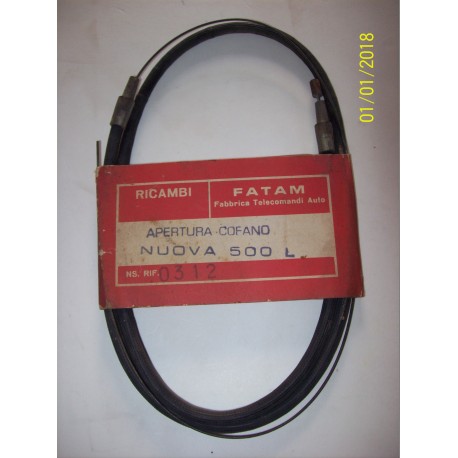 RICAMBI
FATAM
Fabbrica Telecomandi Auto
APERTURA-COFANO
NUOVA 500 L
NS. RIF. 0312
01/01/2018